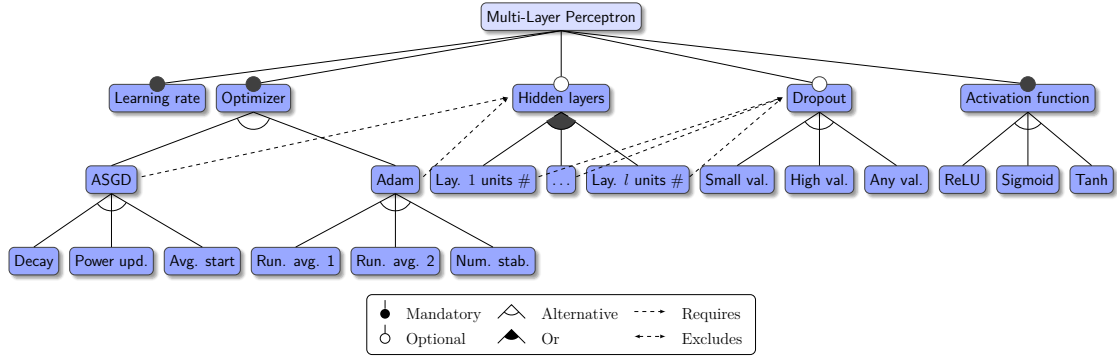 Multi-Layer Perceptron
Learning rate Optimizer Hidden layers Dropout Activation function
ASGD Adam Lay. 1 units # ... Lay. l units # Small val. High val. Any val. ReLU Sigmoid Tanh
Decay Power upd. Avg. start Run. avg. 1 Run. avg. 2 Num. stab.
Mandatory Alternative Requires
Optional Or Excludes